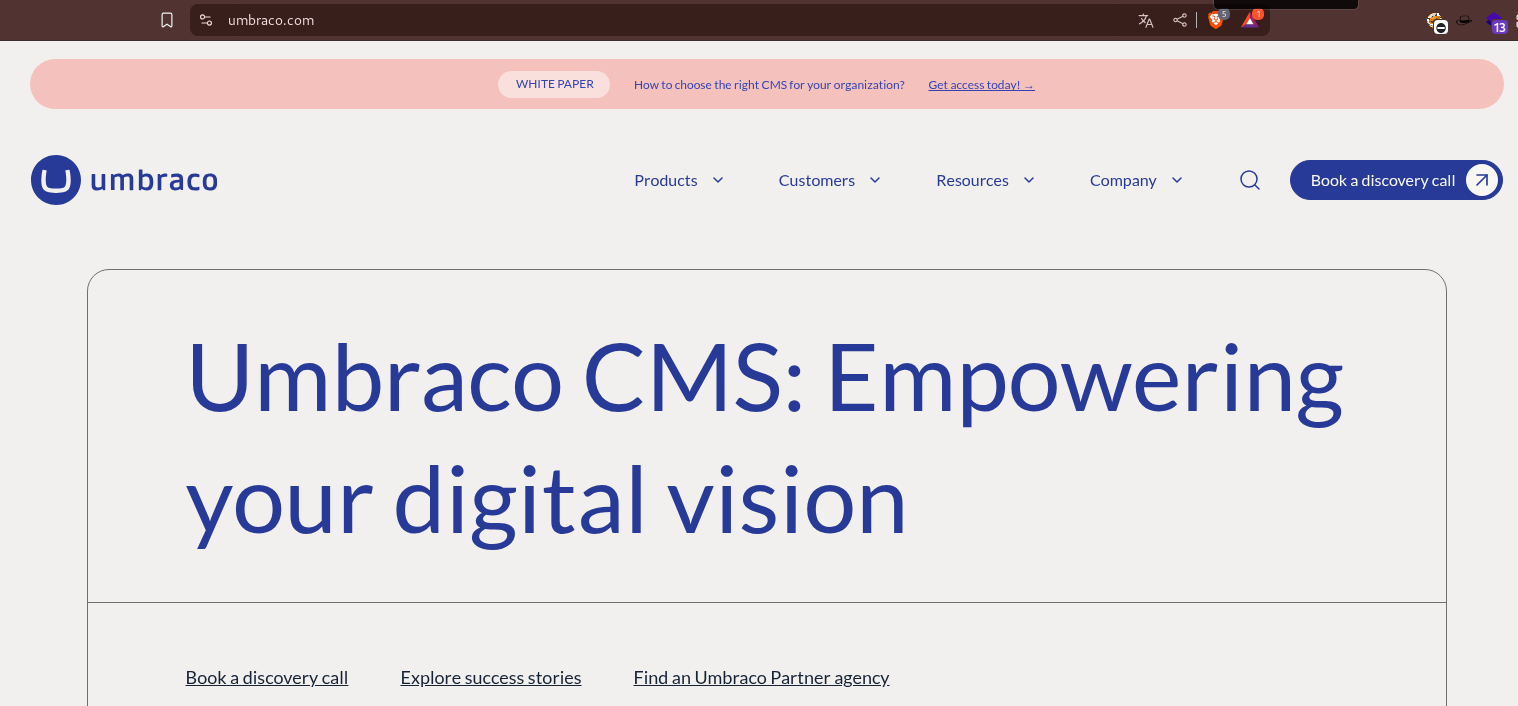 umbraco.com
5
1
13
WHITE PAPER How to choose the right CMS for your organization? Get access today! →
umbraco Products Customers Resources Company Book a discovery call
Umbraco CMS: Empowering
your digital vision
Book a discovery call Explore success stories Find an Umbraco Partner agency